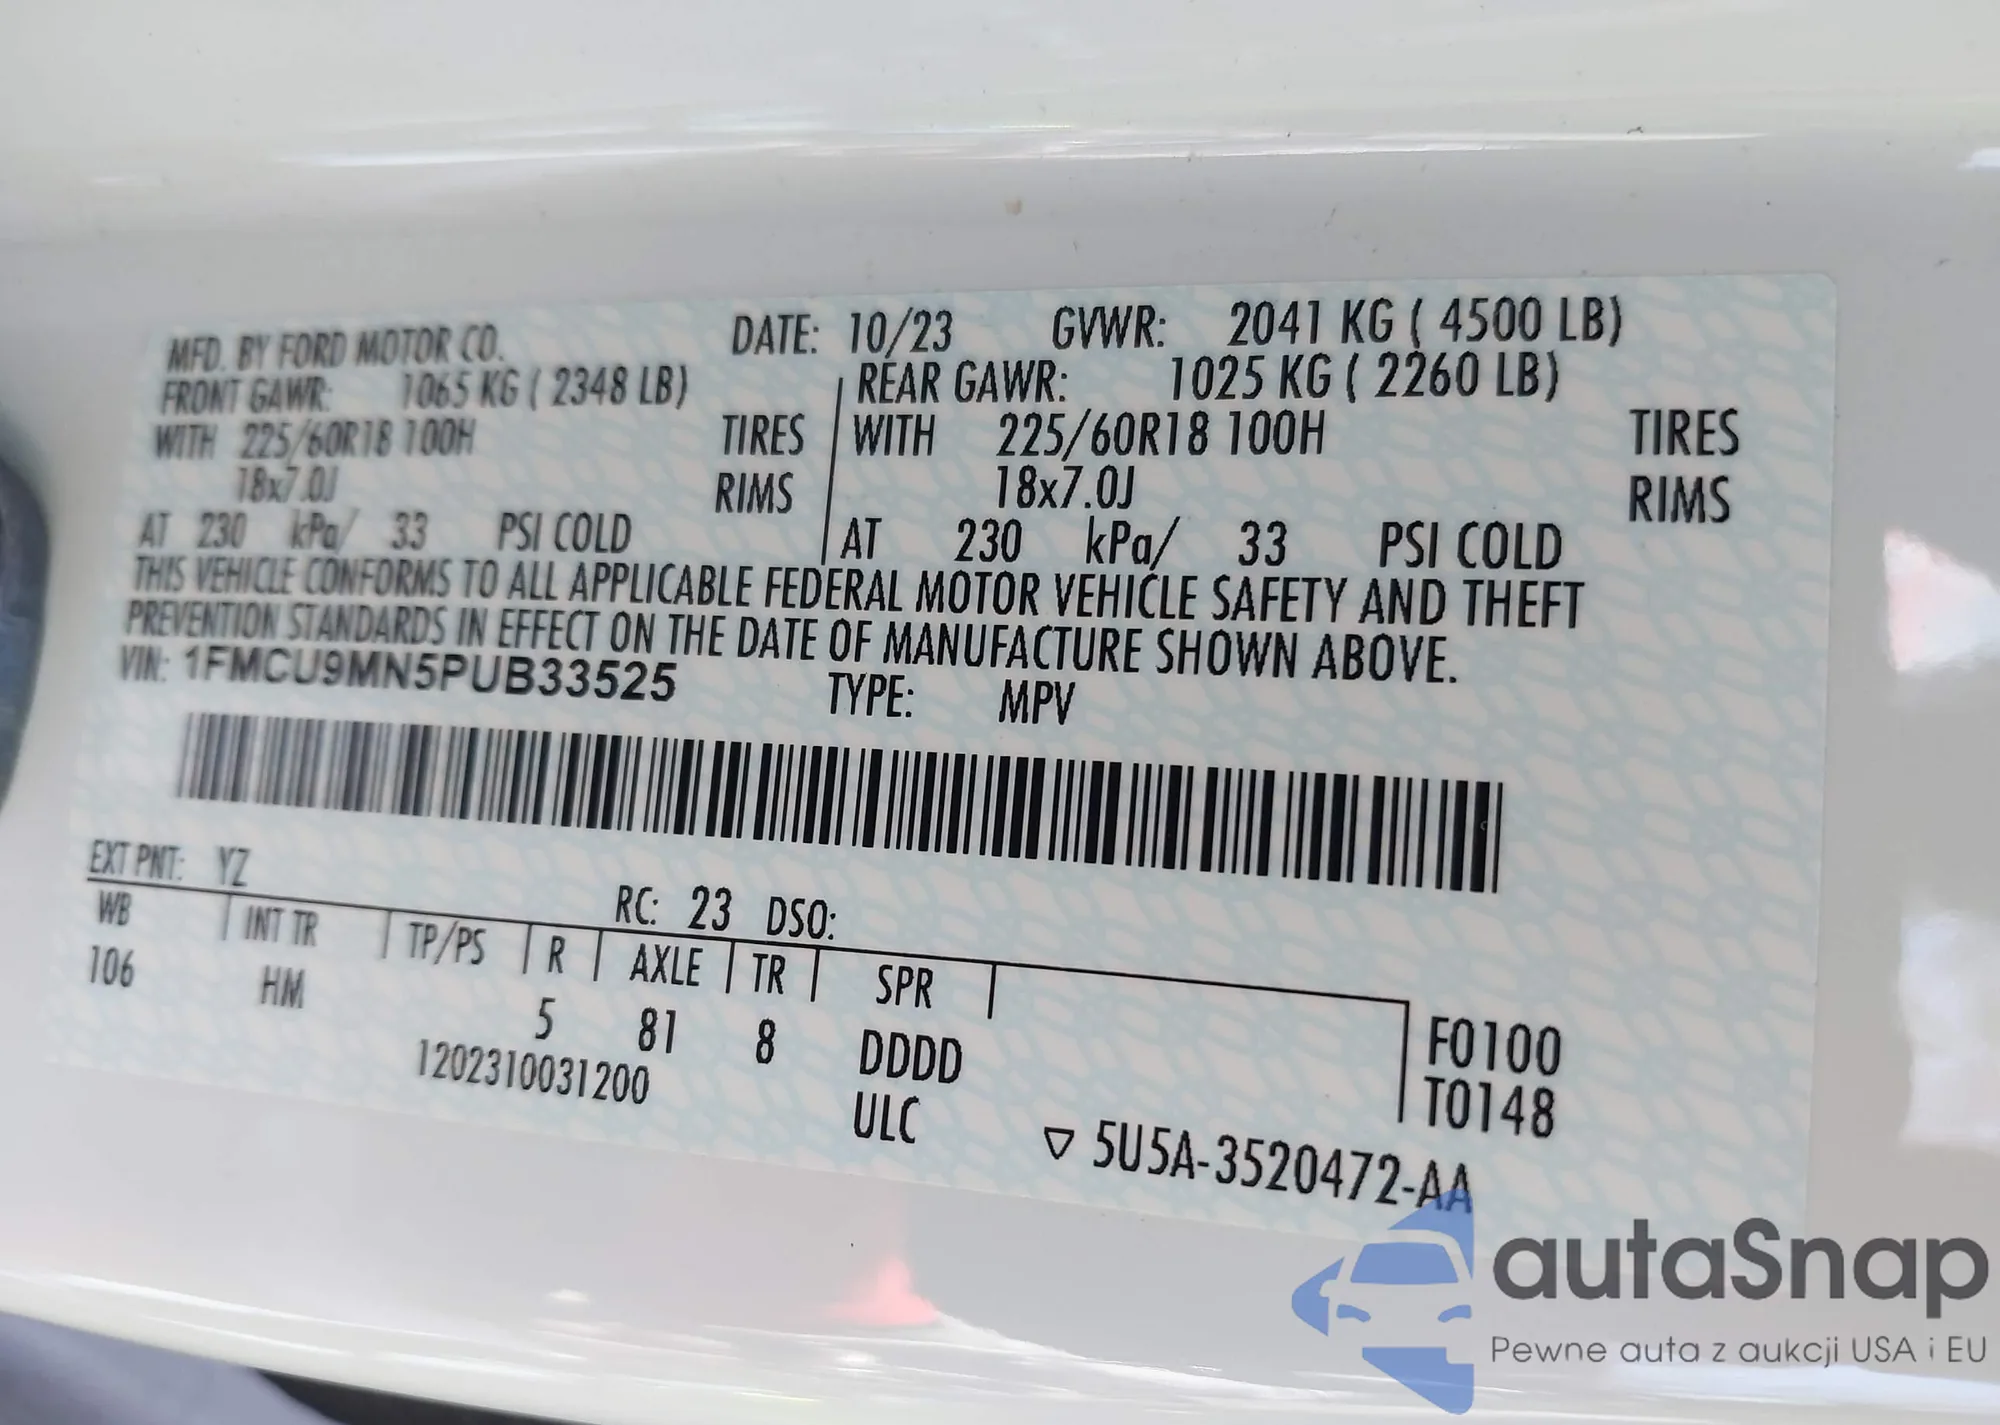 MFD. BY FORD MOTOR CO. DATE: 10/23 GVWR: 2041 KG ( 4500 LB)
FRONT GAWR: 1065 KG ( 2348 LB) REAR GAWR: 1025 KG ( 2260 LB)
WITH 225/60R18 100H TIRES WITH 225/60R18 100H TIRES
18x7.0J RIMS 18x7.0J RIMS
AT 230 kPa/ 33 PSI COLD AT 230 kPa/ 33 PSI COLD
THIS VEHICLE CONFORMS TO ALL APPLICABLE FEDERAL MOTOR VEHICLE SAFETY AND THEFT
PREVENTION STANDARDS IN EFFECT ON THE DATE OF MANUFACTURE SHOWN ABOVE.
VIN: 1FMCU9MN5PUB33525 TYPE: MPV
EXT PNT: YZ RC: 23 DSO:
WB INT TR TP/PS R AXLE TR SPR
106 HM 5 81 8 DDDD F0100
1202310031200 ULC T0148
▽ 5U5A-3520472-AA
autaSnap
Pewne auta z aukcji USA i EU